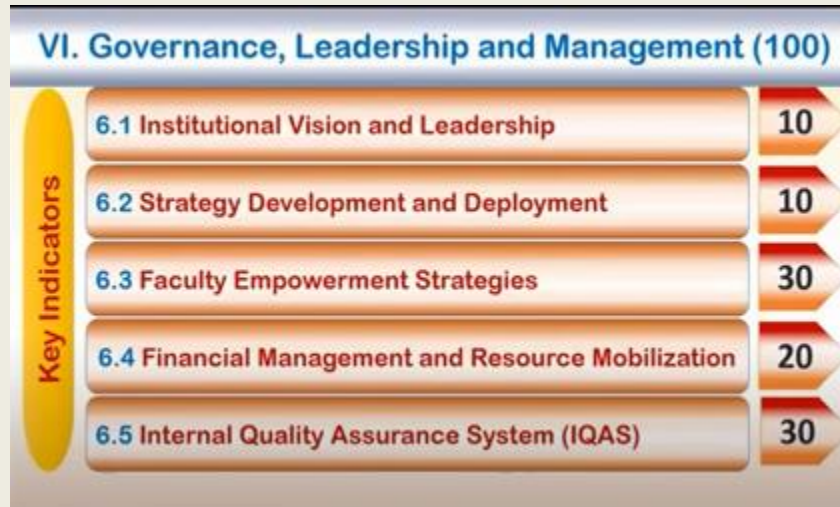 VI. Governance, Leadership and Management (100)
Key Indicators
6.1 Institutional Vision and Leadership 10
6.2 Strategy Development and Deployment 10
6.3 Faculty Empowerment Strategies 30
6.4 Financial Management and Resource Mobilization 20
6.5 Internal Quality Assurance System (IQAS) 30